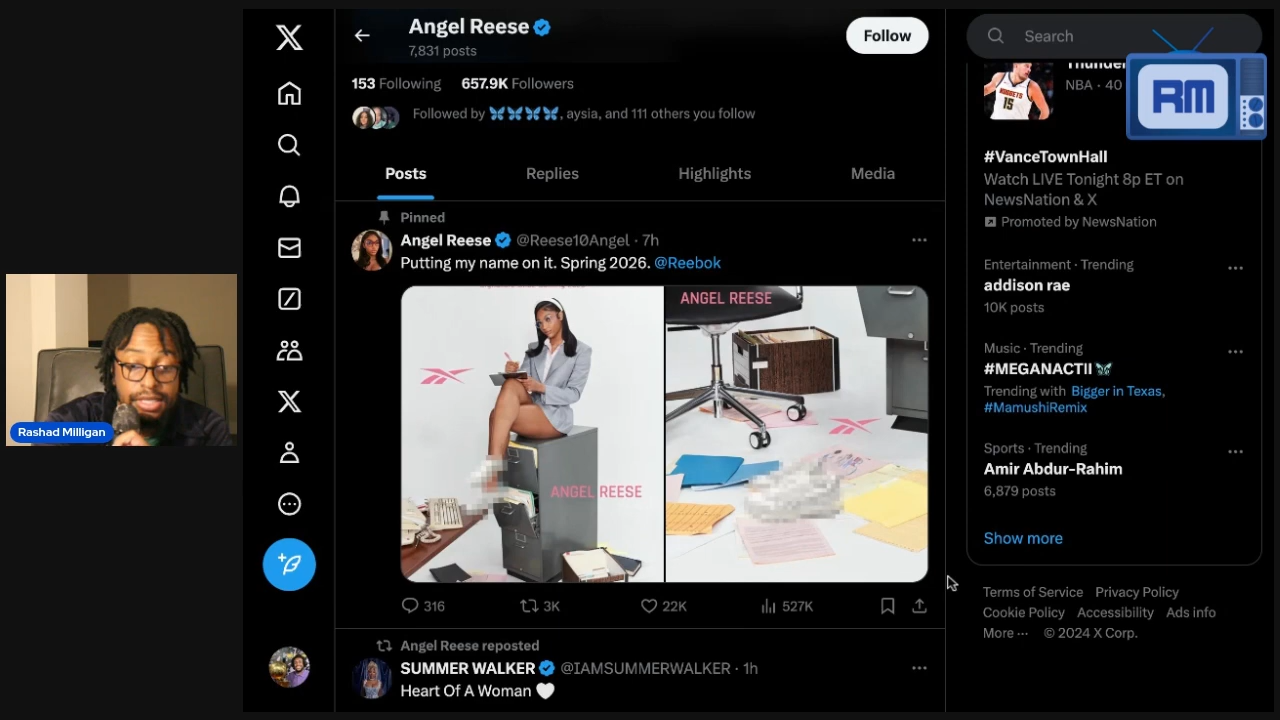 Rashad Milligan
Angel Reese
7,831 posts
Follow
153 Following 657.9K Followers
Followed by 🦋🦋🦋🦋, aysia, and 111 others you follow
Posts Replies Highlights Media
Pinned
Angel Reese @Reese10Angel · 7h
Putting my name on it. Spring 2026. @Reebok
ANGEL REESE
ANGEL REESE
316 3K 22K 527K
Angel Reese reposted
SUMMER WALKER @IAMSUMMERWALKER · 1h
Heart Of A Woman 🤍
Search
RM
NUGGETS
15
NBA · 40
#VanceTownHall
Watch LIVE Tonight 8p ET on
NewsNation & X
Promoted by NewsNation
Entertainment · Trending
addison rae
10K posts
Music · Trending
#MEGANACTII
Trending with Bigger in Texas,
#MamushiRemix
Sports · Trending
Amir Abdur-Rahim
6,879 posts
Show more
Terms of Service Privacy Policy
Cookie Policy Accessibility Ads info
More ··· © 2024 X Corp.